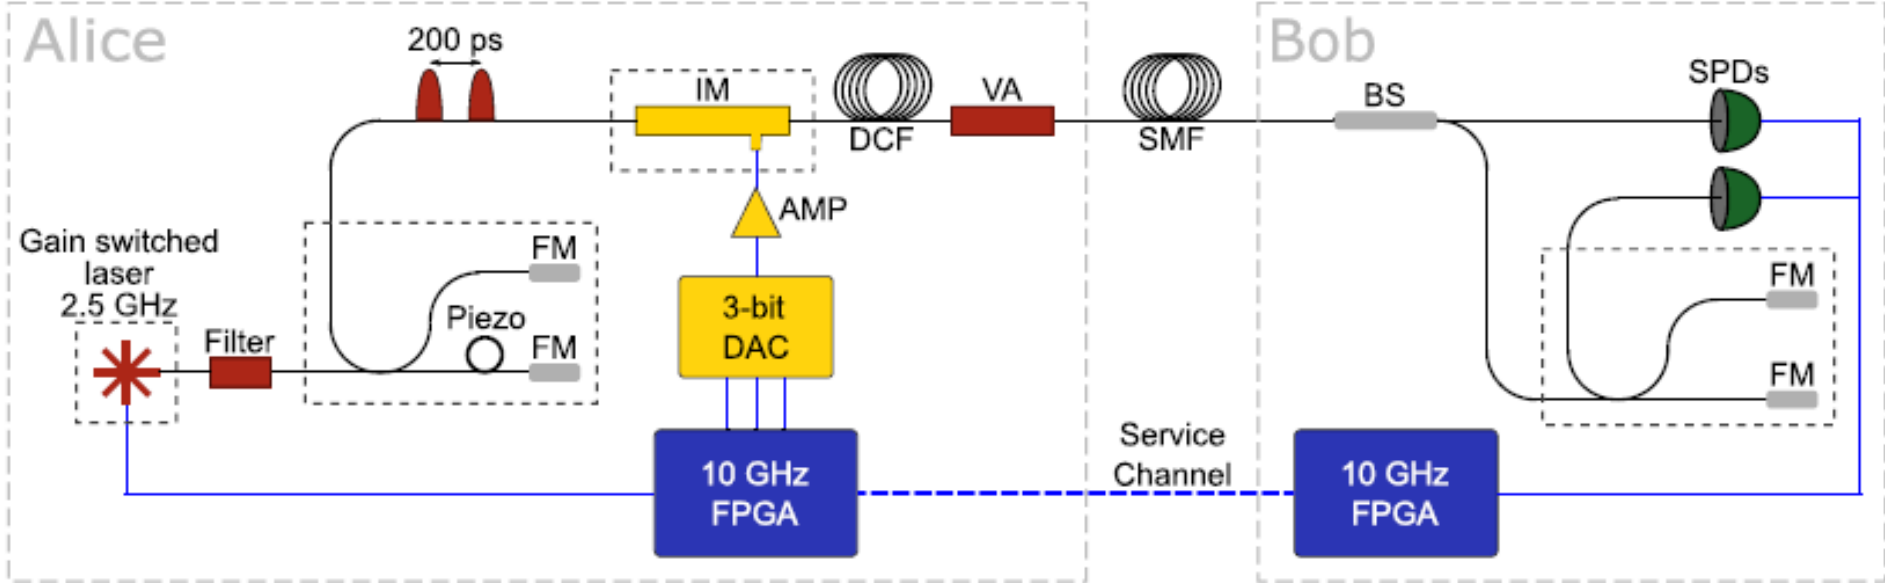 Alice
200 ps
IM
DCF
VA
AMP
Gain switched
laser
2.5 GHz
Filter
FM
Piezo
FM
3-bit
DAC
10 GHz
FPGA
SMF
Service
Channel
Bob
BS
SPDs
FM
FM
10 GHz
FPGA